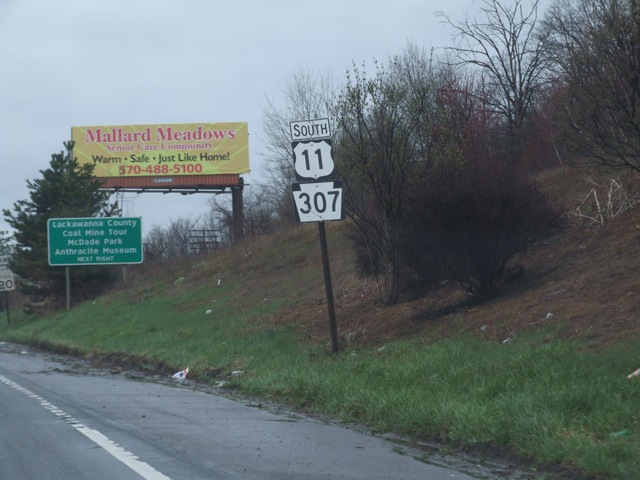 Mallard Meadows
Senior Care Community
Warm • Safe • Just Like Home!
570-488-5100
SOUTH
11
307
Lackawanna County
Coal Mine Tour
McDade Park
Anthracite Museum
NEXT RIGHT
20